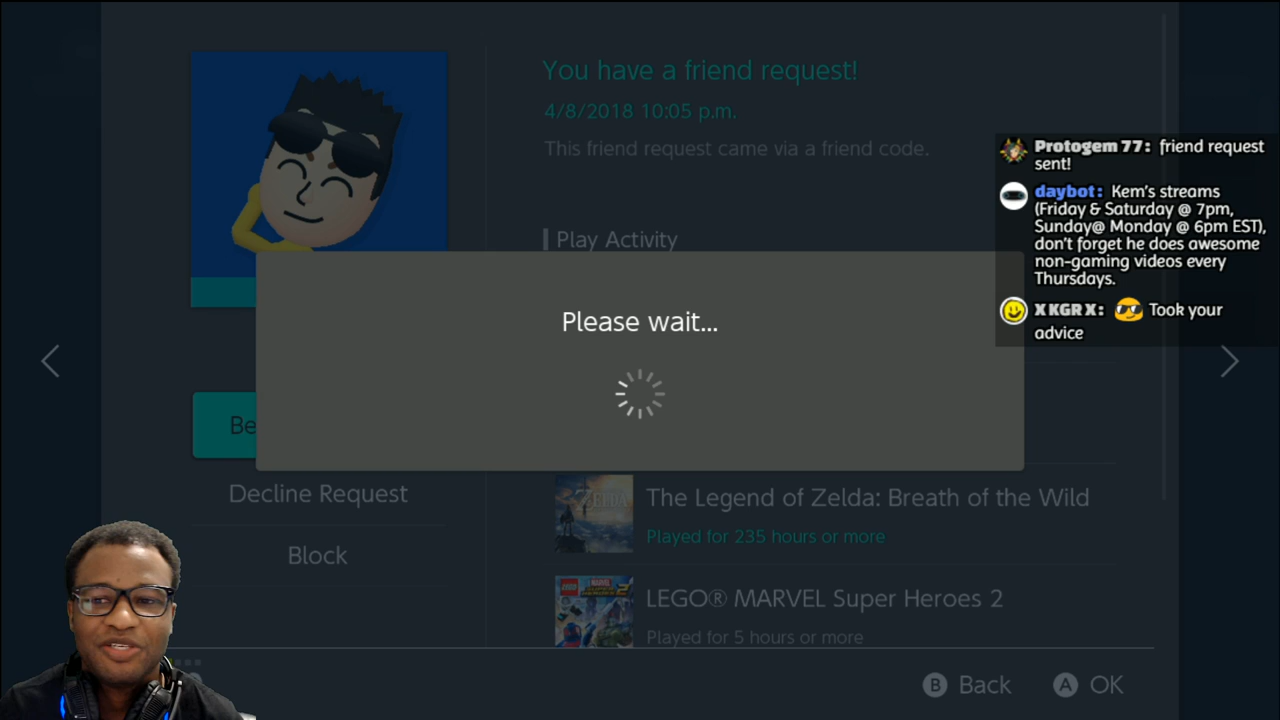 You have a friend request!
4/8/2018 10:05 p.m.
This friend request came via a friend code.
Protogem 77: friend request
sent!
daybot: Kem's streams
(Friday & Saturday @ 7pm,
Sunday@ Monday @ 6pm EST),
don't forget he does awesome
non-gaming videos every
Thursdays.
X KGR X: Took your
advice
Play Activity
Please wait...
Be
Decline Request
Block
ZELDA
The Legend of Zelda: Breath of the Wild
Played for 235 hours or more
LEGO MARVEL
LEGO® MARVEL Super Heroes 2
Played for 5 hours or more
B Back
A OK